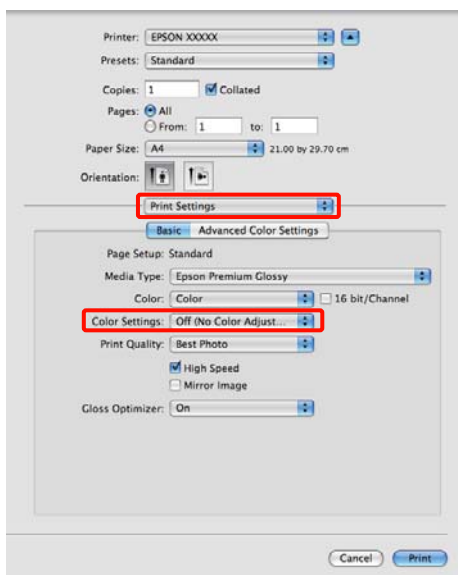 Printer: EPSON XXXXX
Presets: Standard
Copies: 1 Collated
Pages: All
From: 1 to: 1
Paper Size: A4 21.00 by 29.70 cm
Orientation:
Print Settings
Basic Advanced Color Settings
Page Setup: Standard
Media Type: Epson Premium Glossy
Color: Color 16 bit/Channel
Color Settings: Off (No Color Adjust...
Print Quality: Best Photo
High Speed
Mirror Image
Gloss Optimizer: On
Cancel Print